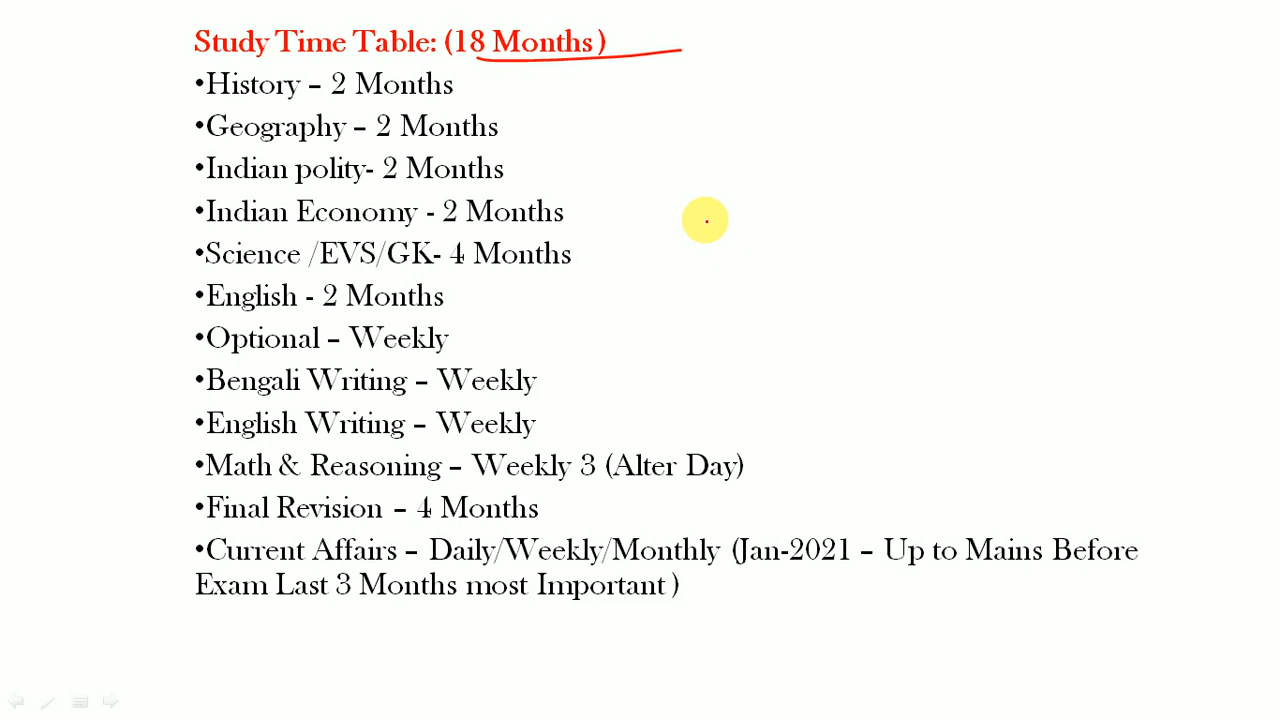 Study Time Table: (18 Months)
•History – 2 Months
•Geography – 2 Months
•Indian polity- 2 Months
•Indian Economy - 2 Months
•Science /EVS/GK- 4 Months
•English - 2 Months
•Optional – Weekly
•Bengali Writing – Weekly
•English Writing – Weekly
•Math & Reasoning – Weekly 3 (Alter Day)
•Final Revision – 4 Months
•Current Affairs – Daily/Weekly/Monthly (Jan-2021 – Up to Mains Before
Exam Last 3 Months most Important )